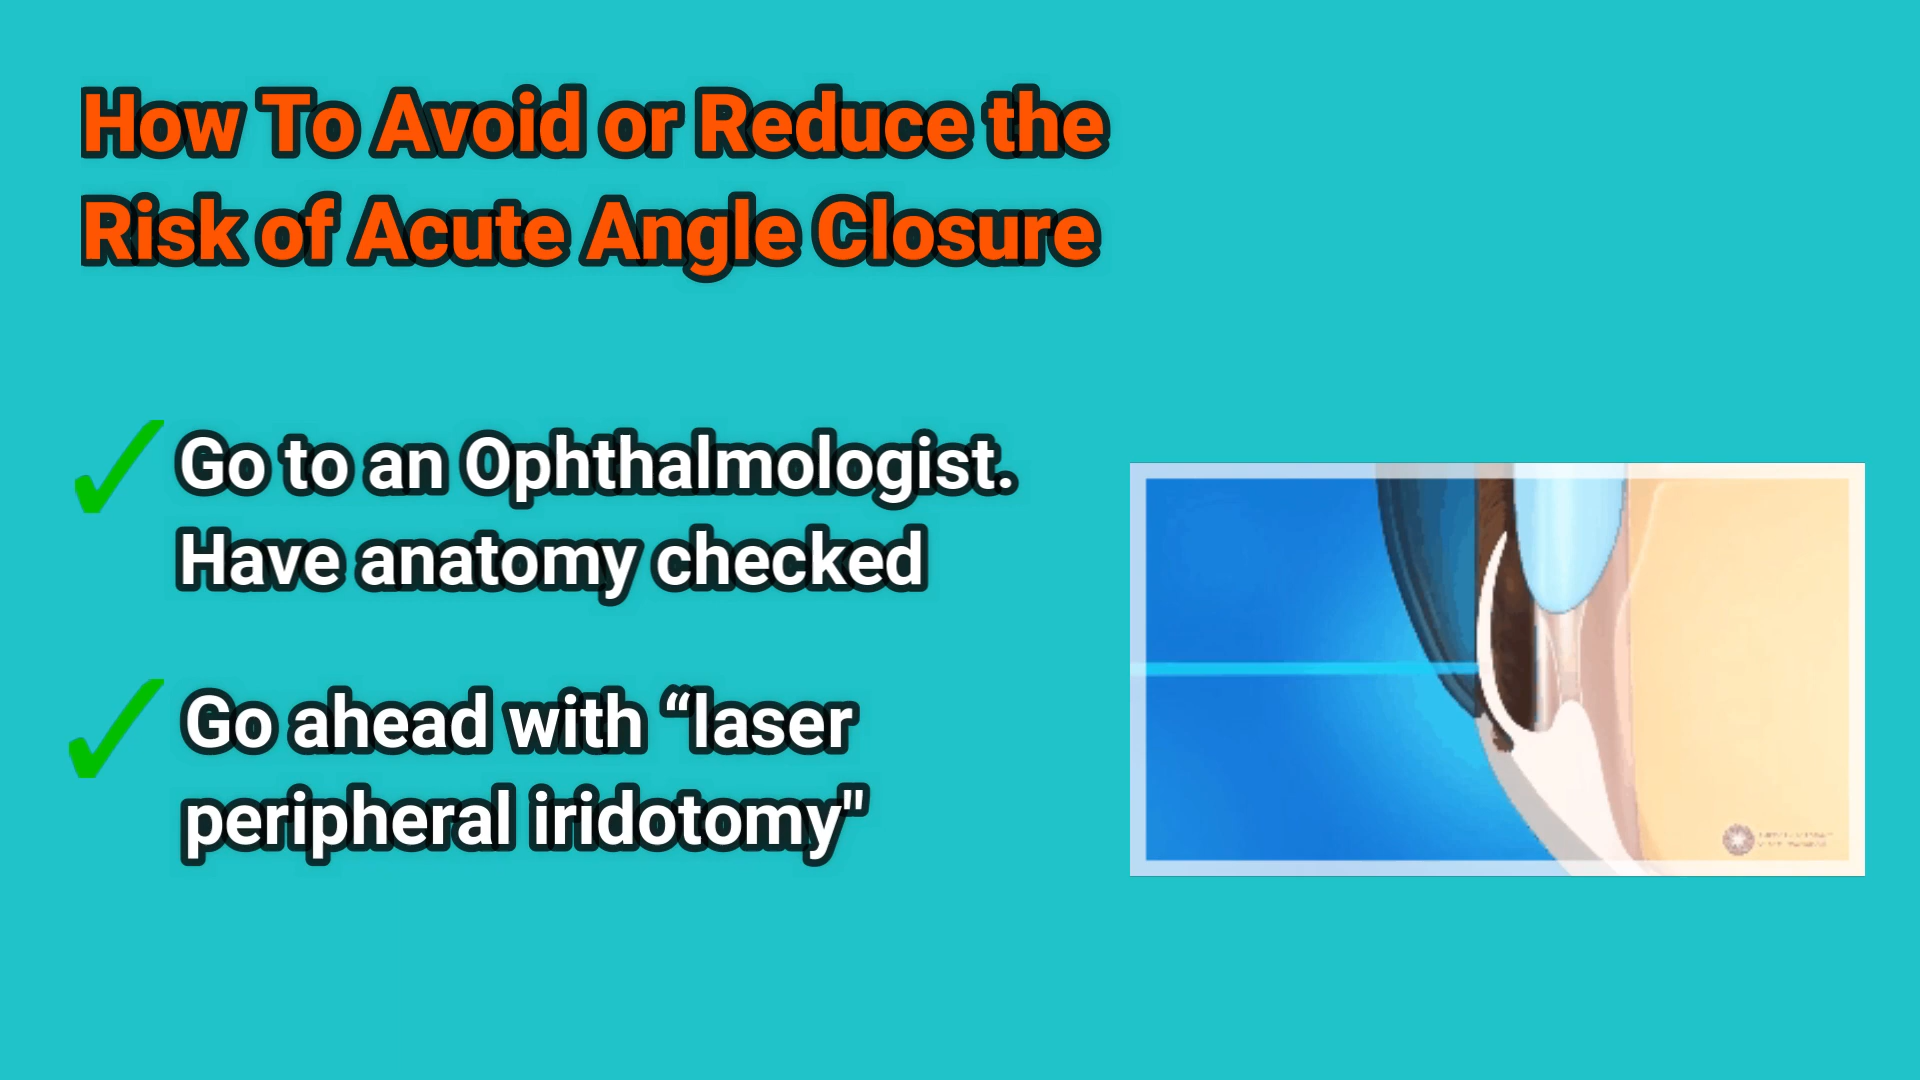 How To Avoid or Reduce the
Risk of Acute Angle Closure
Go to an Ophthalmologist.
Have anatomy checked
Go ahead with “laser
peripheral iridotomy"